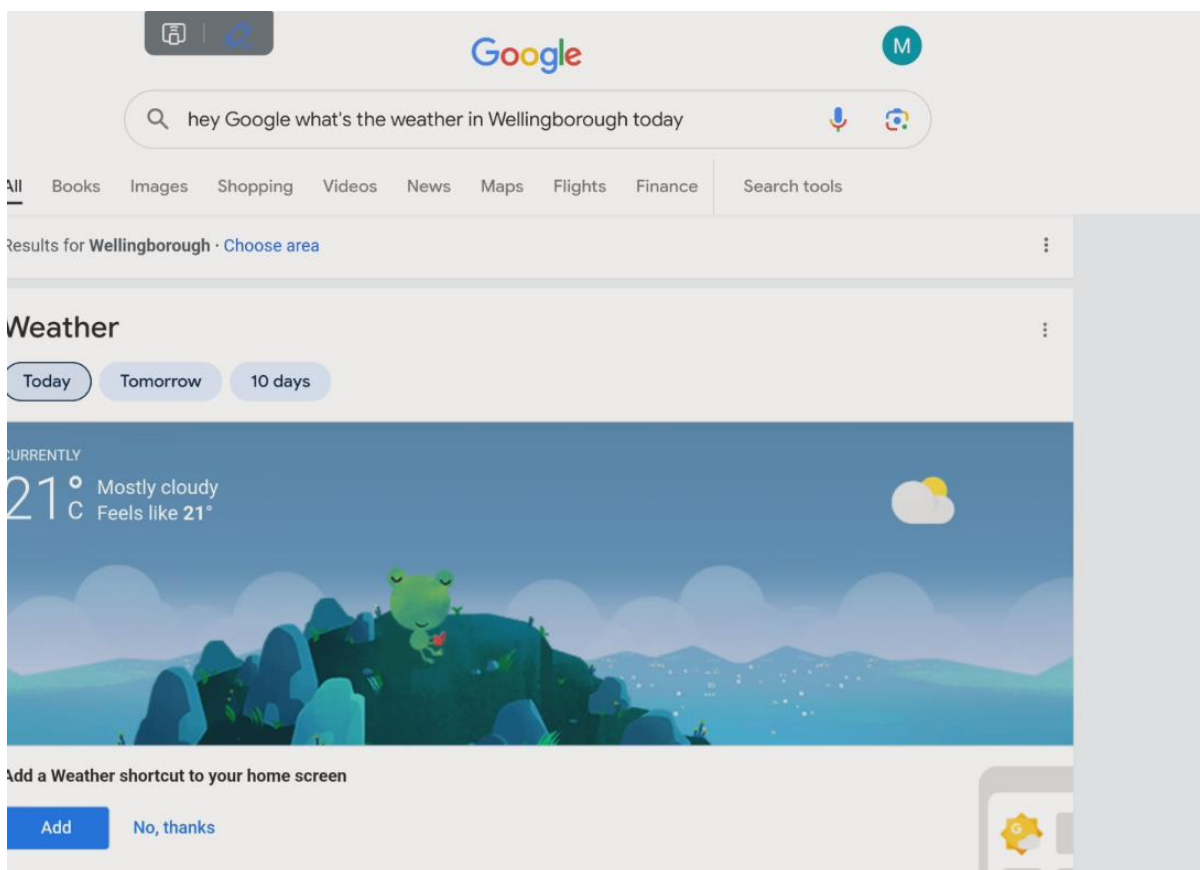 Google
M
hey Google what's the weather in Wellingborough today
All Books Images Shopping Videos News Maps Flights Finance Search tools
Results for Wellingborough · Choose area
Weather
Today Tomorrow 10 days
CURRENTLY
21°C Mostly cloudy
Feels like 21°
Add a Weather shortcut to your home screen
Add No, thanks
G